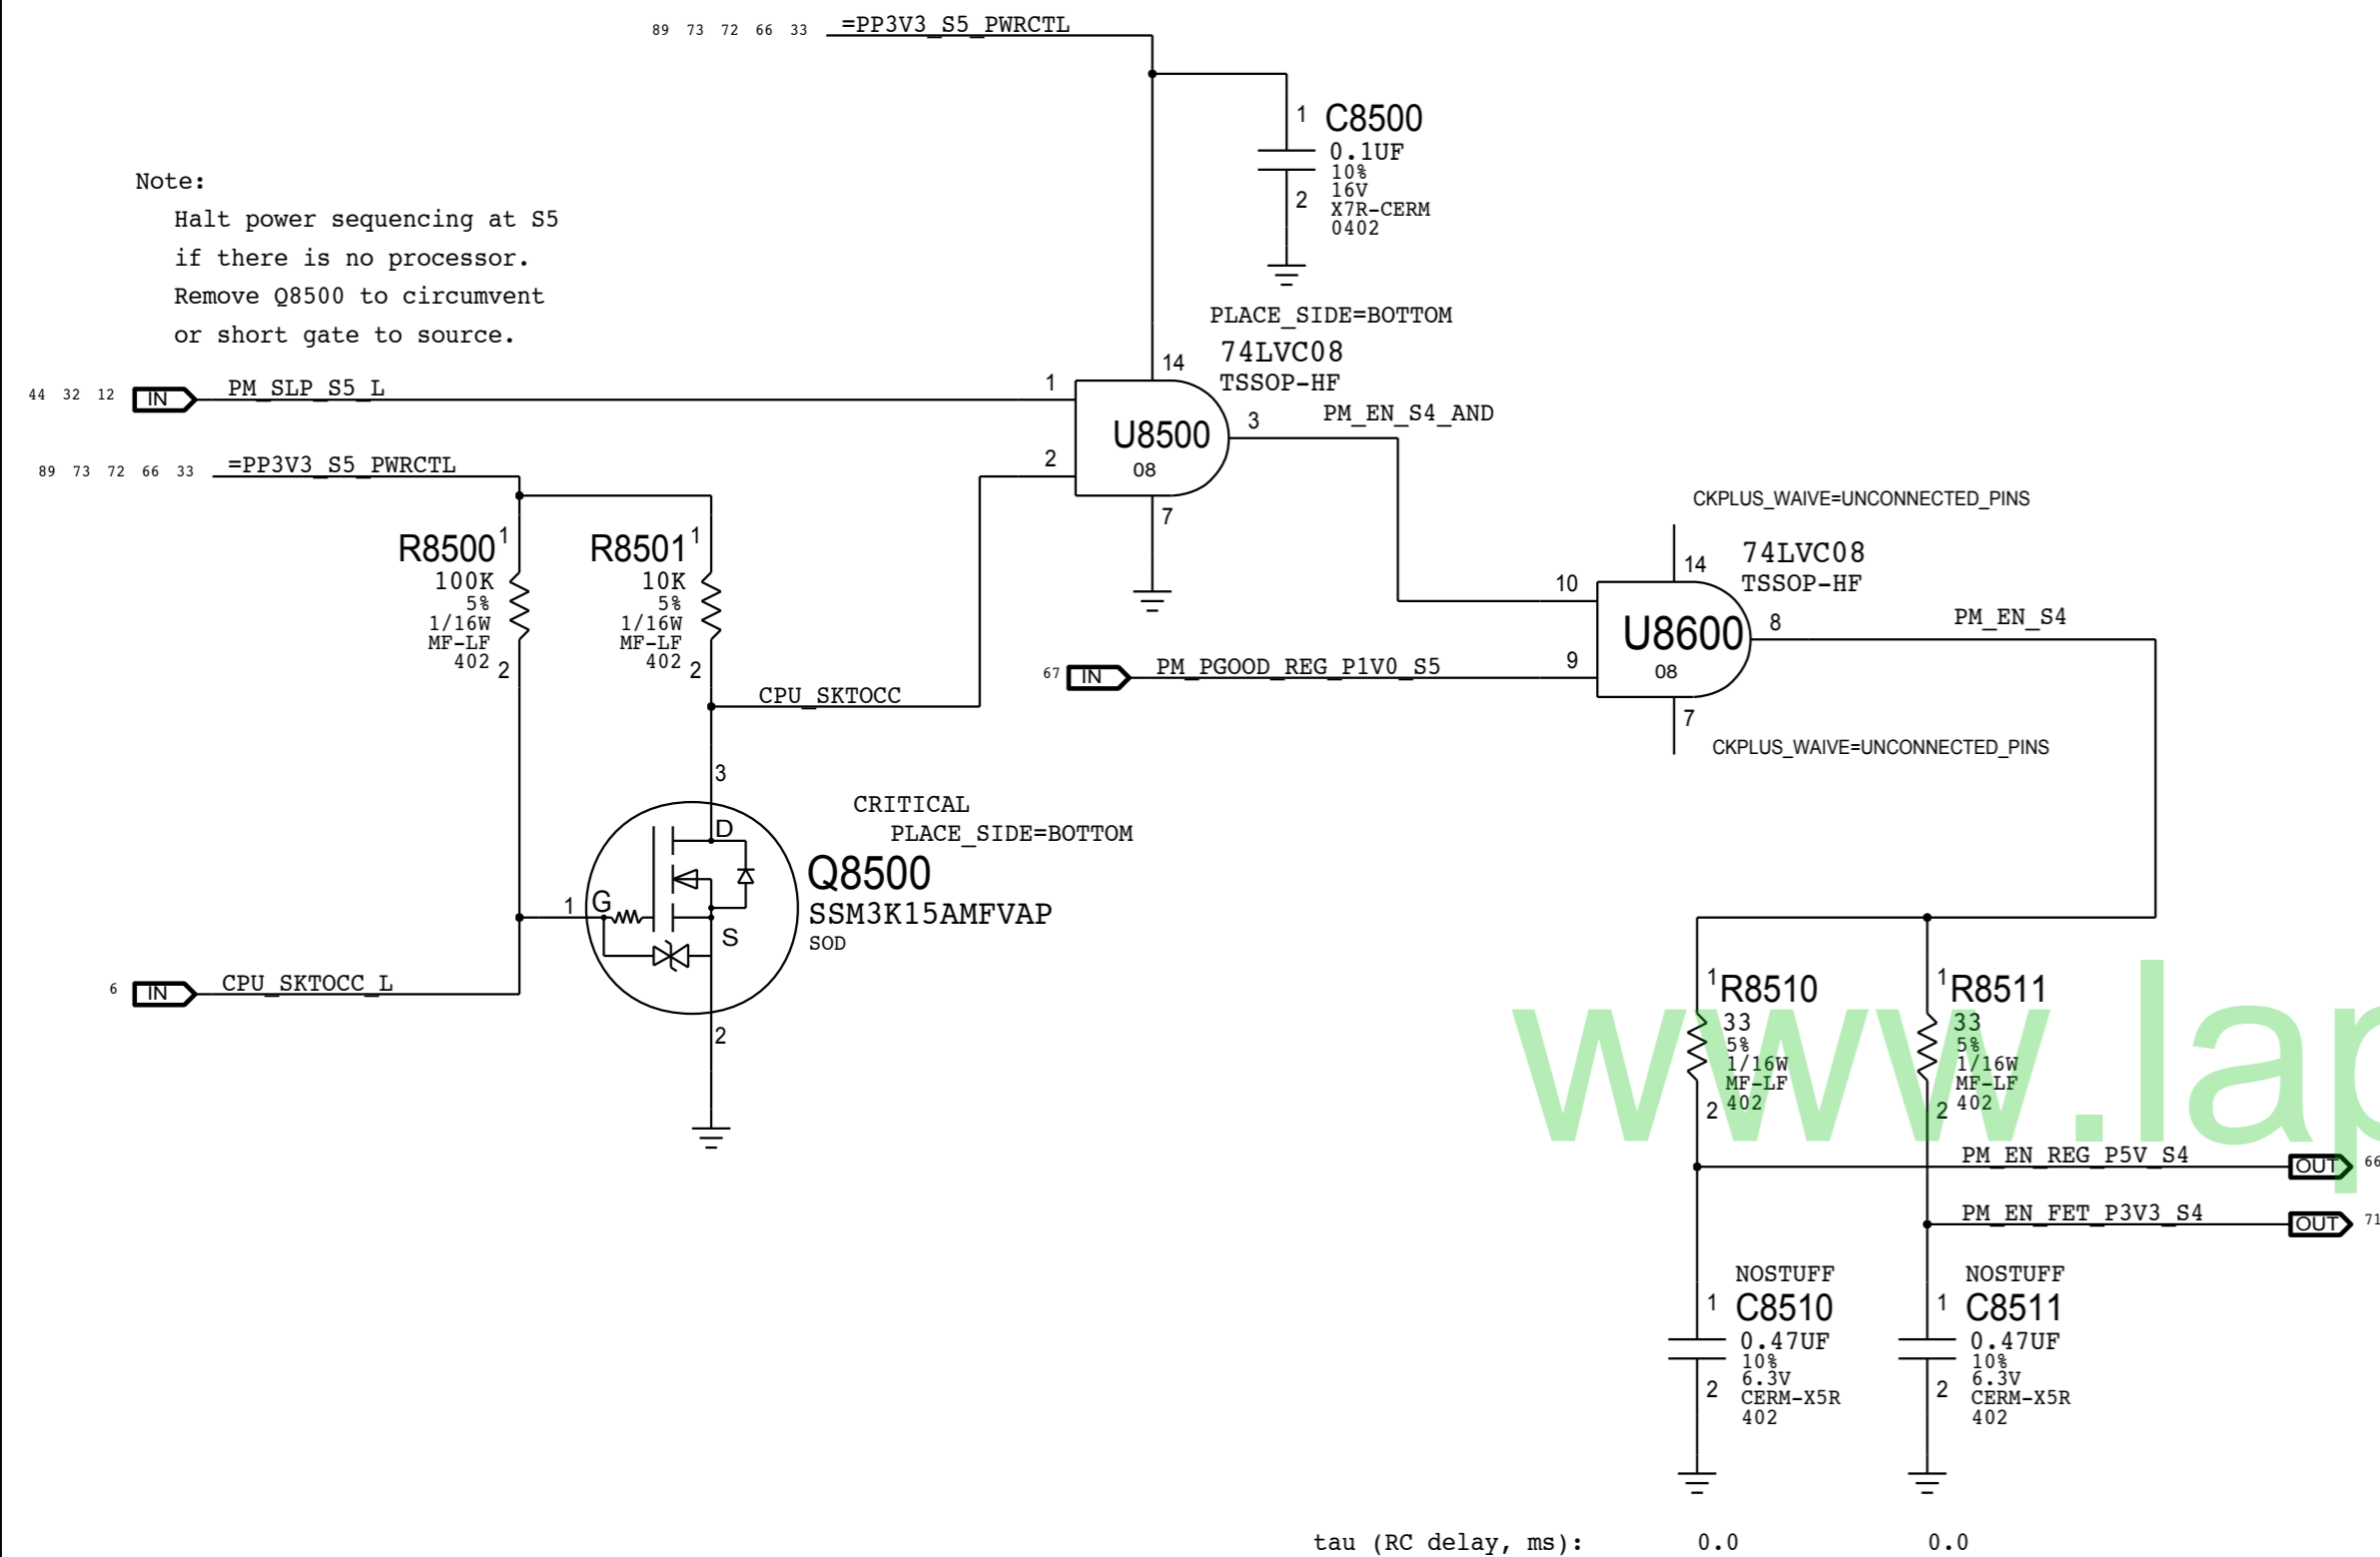 89 73 72 66 33 =PP3V3_S5_PWRCTL
1 C8500
0.1UF
10%
16V
2 X7R-CERM
0402
Note:
Halt power sequencing at S5
if there is no processor.
Remove Q8500 to circumvent
or short gate to source.
PLACE_SIDE=BOTTOM
14 74LVC08
TSSOP-HF
44 32 12 IN PM_SLP_S5_L 1
U8500
08
3 PM_EN_S4_AND
89 73 72 66 33 =PP3V3_S5_PWRCTL 2
7
R8500 1
100K
5%
1/16W
MF-LF
402 2
R8501 1
10K
5%
1/16W
MF-LF
402 2
CKPLUS_WAIVE=UNCONNECTED_PINS
14 74LVC08
TSSOP-HF
10
U8600
08
8 PM_EN_S4
67 IN PM_PGOOD_REG_P1V0_S5 9
7
CKPLUS_WAIVE=UNCONNECTED_PINS
CPU_SKTOCC
3
CRITICAL
PLACE_SIDE=BOTTOM
D
Q8500
SSM3K15AMFVAP
SOD
1 G
S
6 IN CPU_SKTOCC_L
2
1 R8510
33
5%
1/16W
MF-LF
2 402
1 R8511
33
5%
1/16W
MF-LF
2 402
www.lap
PM_EN_REG_P5V_S4 OUT 66
PM_EN_FET_P3V3_S4 OUT 71
NOSTUFF
1 C8510
0.47UF
10%
6.3V
2 CERM-X5R
402
NOSTUFF
1 C8511
0.47UF
10%
6.3V
2 CERM-X5R
402
tau (RC delay, ms): 0.0 0.0